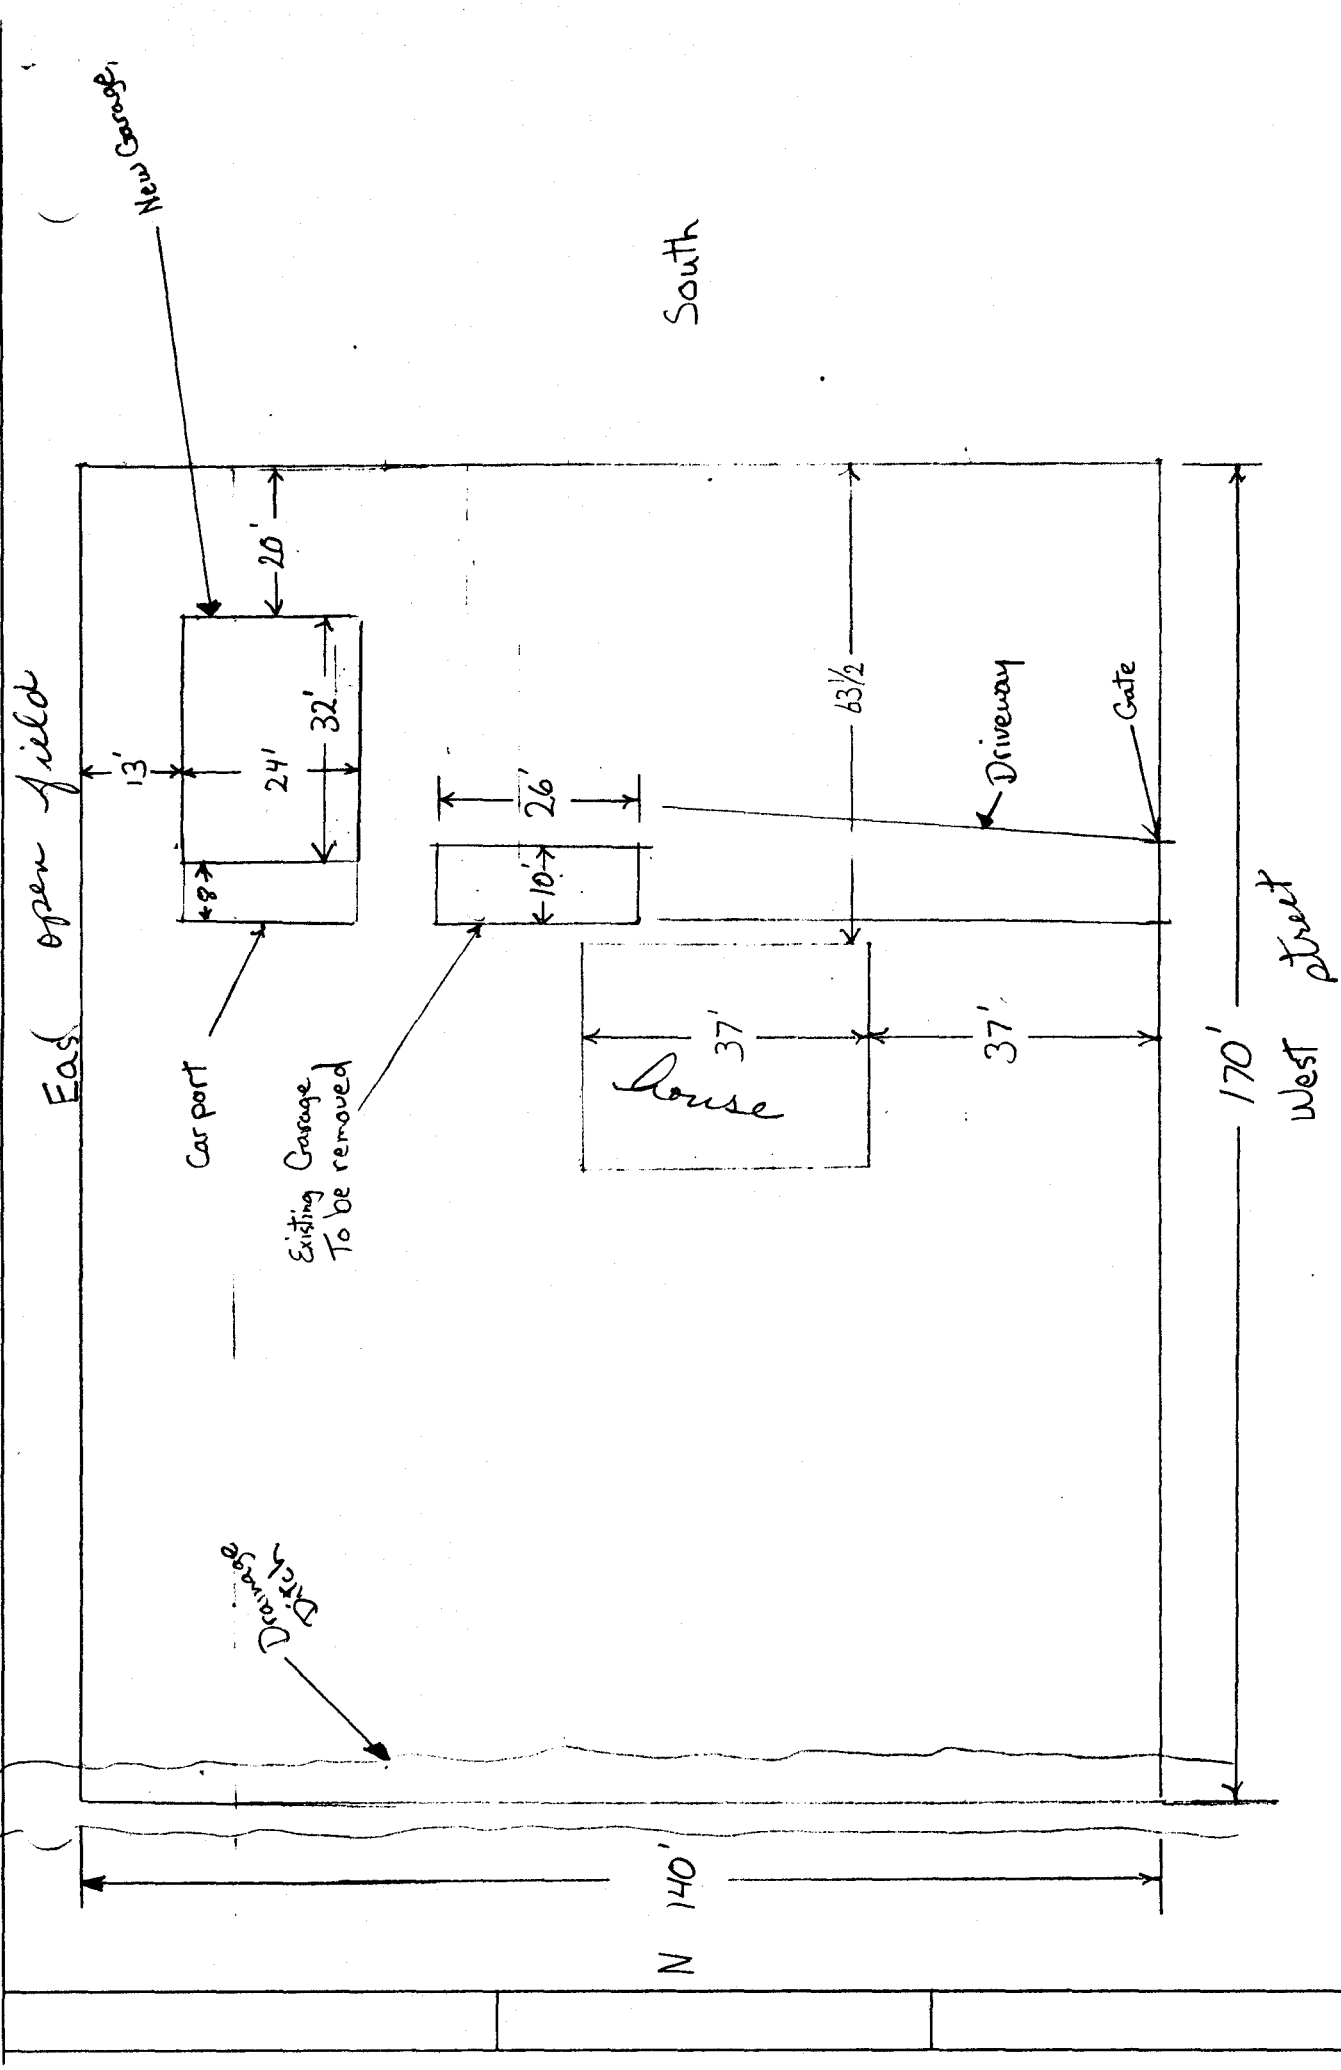 East open field
New Garage
13'
24'
32'
20'
8
Carport
Existing Garage
To be removed
10'
26'
South
63½
Driveway
Gate
house
37'
37'
Drainage
Ditch
N
140'
170'
West street